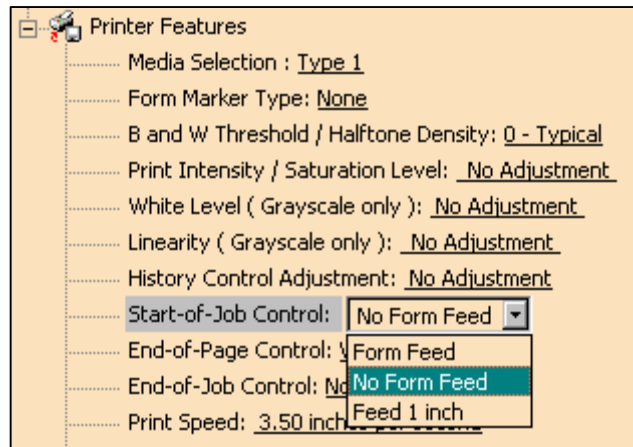 Printer Features
Media Selection : Type 1
Form Marker Type: None
B and W Threshold / Halftone Density: 0 - Typical
Print Intensity / Saturation Level: No Adjustment
White Level ( Grayscale only ): No Adjustment
Linearity ( Grayscale only ): No Adjustment
History Control Adjustment: No Adjustment
Start-of-Job Control: No Form Feed
End-of-Page Control:
Form Feed
No Form Feed
End-of-Job Control:
Feed 1 inch
Print Speed: 3.50